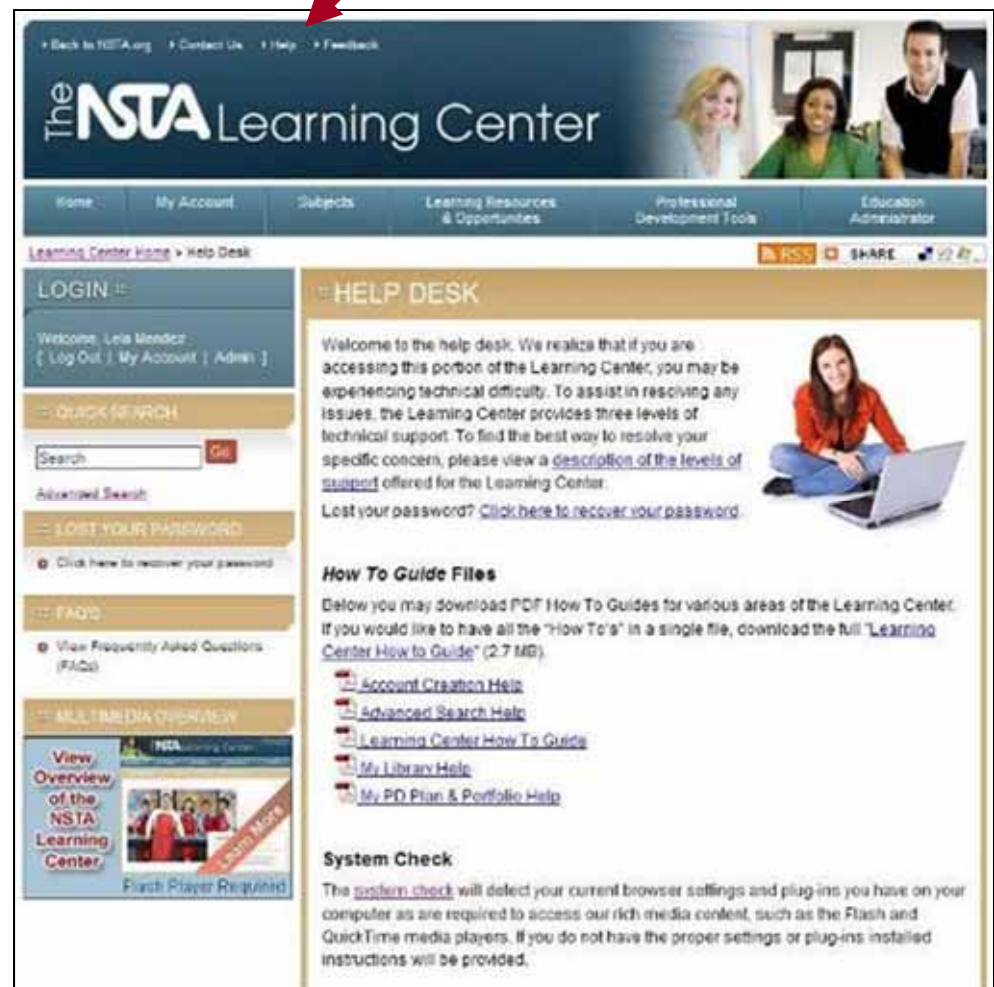 Back to NSTA.org Contact Us Help Feedback
The NSTA Learning Center
Home My Account Subjects Learning Resources & Opportunities Professional Development Tools Education Administrator
Learning Center Home > Help Desk
RSS SHARE
LOGIN
Welcome, Lela Mendez
[ Log Out | My Account | Admin ]
QUICK SEARCH
Search Go
Advanced Search
LOST YOUR PASSWORD
Click here to recover your password
FAQ'S
View Frequently Asked Questions
(FAQs)
MULTIMEDIA OVERVIEW
View
Overview
of the
NSTA
Learning
Center
NSTA Learning Center
Learn More
Flash Player Required
HELP DESK
Welcome to the help desk. We realize that if you are
accessing this portion of the Learning Center, you may be
experiencing technical difficulty. To assist in resolving any
issues, the Learning Center provides three levels of
technical support. To find the best way to resolve your
specific concern, please view a description of the levels of
support offered for the Learning Center.
Lost your password? Click here to recover your password.
How To Guide Files
Below you may download PDF How To Guides for various areas of the Learning Center.
If you would like to have all the "How To's" in a single file, download the full "Learning
Center How to Guide" (2.7 MB).
Account Creation Help
Advanced Search Help
Learning Center How To Guide
My Library Help
My PD Plan & Portfolio Help
System Check
The system check will detect your current browser settings and plug-ins you have on your
computer as are required to access our rich media content, such as the Flash and
QuickTime media players. If you do not have the proper settings or plug-ins installed
instructions will be provided.